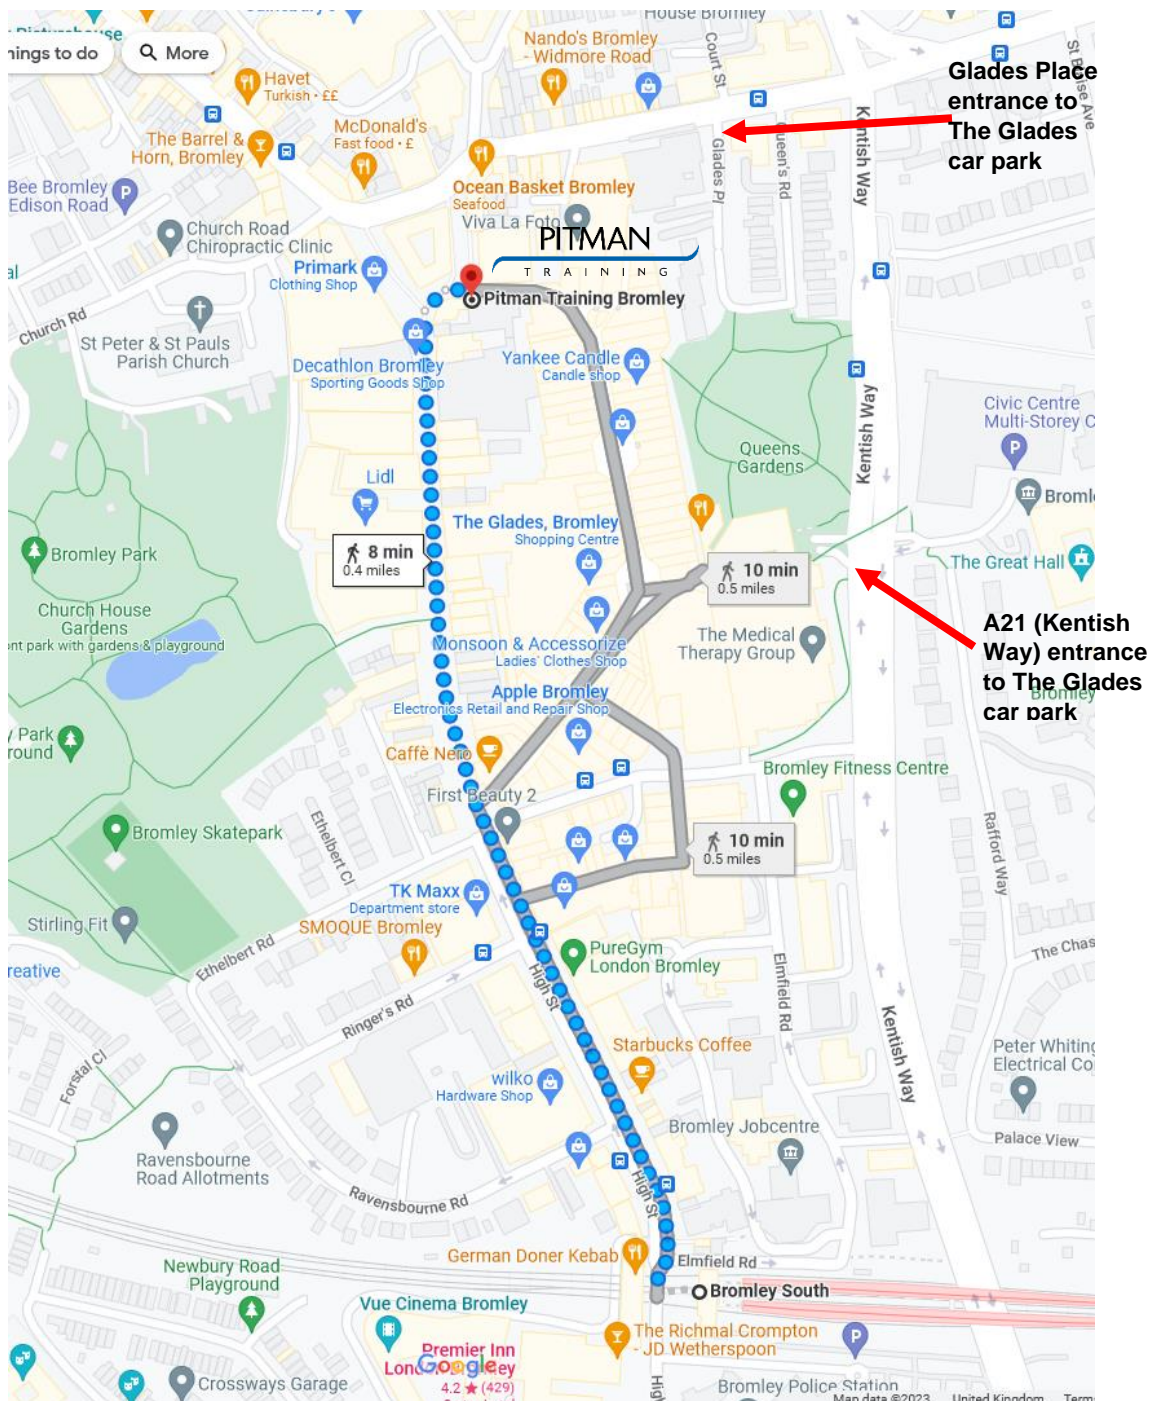 House Bromley
Nando's Bromley
- Widmore Road
Court St
St Blaise Ave
Picturehouse
hings to do
More
Havet
Turkish • ££
McDonald's
Fast food • £
The Barrel &
Horn, Bromley
Glades Place
entrance to
The Glades
car park
Kentish Way
Queen's Rd
Glades Pl
Bee Bromley
Edison Road
Ocean Basket Bromley
Seafood
Viva La Foto
Church Road
Chiropractic Clinic
PITMAN
TRAINING
Primark
Clothing Shop
Pitman Training Bromley
Church Rd
St Peter & St Pauls
Parish Church
Decathlon Bromley
Sporting Goods Shop
Yankee Candle
Candle shop
Kentish Way
Civic Centre
Multi-Storey C
P
Queens
Gardens
Lidl
Bromle
The Glades, Bromley
Shopping Centre
Bromley Park
8 min
0.4 miles
10 min
0.5 miles
The Great Hall
Church House
Gardens
ont park with gardens & playground
Monsoon & Accessorize
Ladies' Clothes Shop
The Medical
Therapy Group
A21 (Kentish
Way) entrance
to The Glades
car park
Bromley
Apple Bromley
Electronics Retail and Repair Shop
y Park
round
Caffè Nero
Bromley Fitness Centre
First Beauty 2
Bromley Skatepark
Ethelbert Cl
10 min
0.5 miles
Rafford Way
TK Maxx
Department store
Stirling Fit
SMOQUE Bromley
Ethelbert Rd
PureGym
London Bromley
The Chas
reative
High St
Elmfield Rd
Ringer's Rd
Kentish Way
Starbucks Coffee
Peter Whiting
Electrical Co
Forstal Cl
wilko
Hardware Shop
Bromley Jobcentre
Palace View
Ravensbourne
Road Allotments
Ravensbourne Rd
High St
German Doner Kebab
Elmfield Rd
Newbury Road
Playground
Bromley South
Vue Cinema Bromley
The Richmal Crompton
- JD Wetherspoon
P
Premier Inn
London Bromley
Google
4.2 ★ (429)
Crossways Garage
High
Bromley Police Station
Map data ©2023
United Kingdom
Term